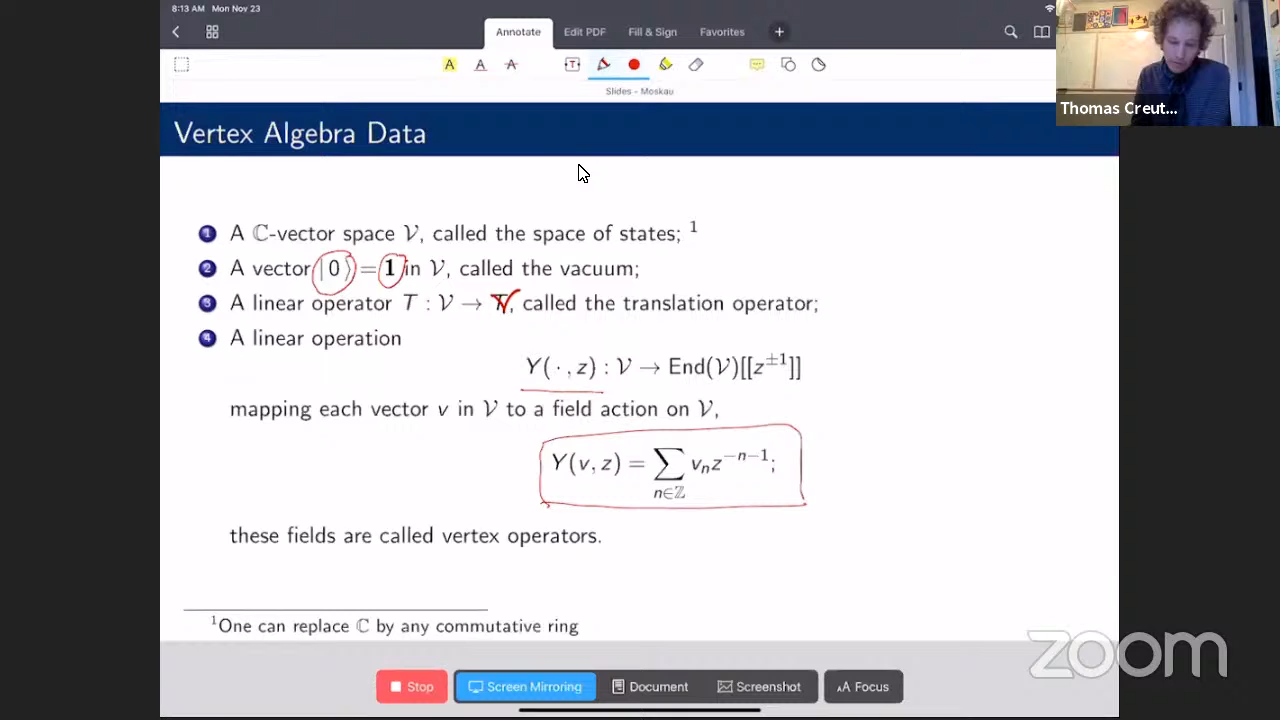 8:13 AM Mon Nov 23
Annotate Edit PDF Fill & Sign Favorites +
A A A T
Slides - Moskau
Thomas Creut...
Vertex Algebra Data
1 A ℂ-vector space 𝒱, called the space of states; ¹
2 A vector |0⟩ = 𝟏 in 𝒱, called the vacuum;
3 A linear operator T : 𝒱 → V, called the translation operator;
4 A linear operation
Y( · , z) : 𝒱 → End(𝒱)[[z^{±1}]]
mapping each vector v in 𝒱 to a field action on 𝒱,
Y(v, z) = ∑_{n∈ℤ} v_n z^{−n−1};
these fields are called vertex operators.
¹One can replace ℂ by any commutative ring
zoom
Stop Screen Mirroring Document Screenshot AA Focus